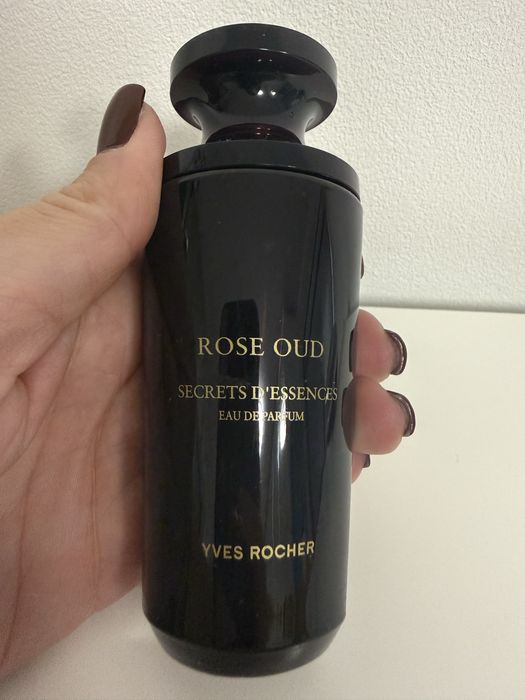 ROSE OUD
SECRETS D'ESSENCES
EAU DE PARFUM
YVES ROCHER